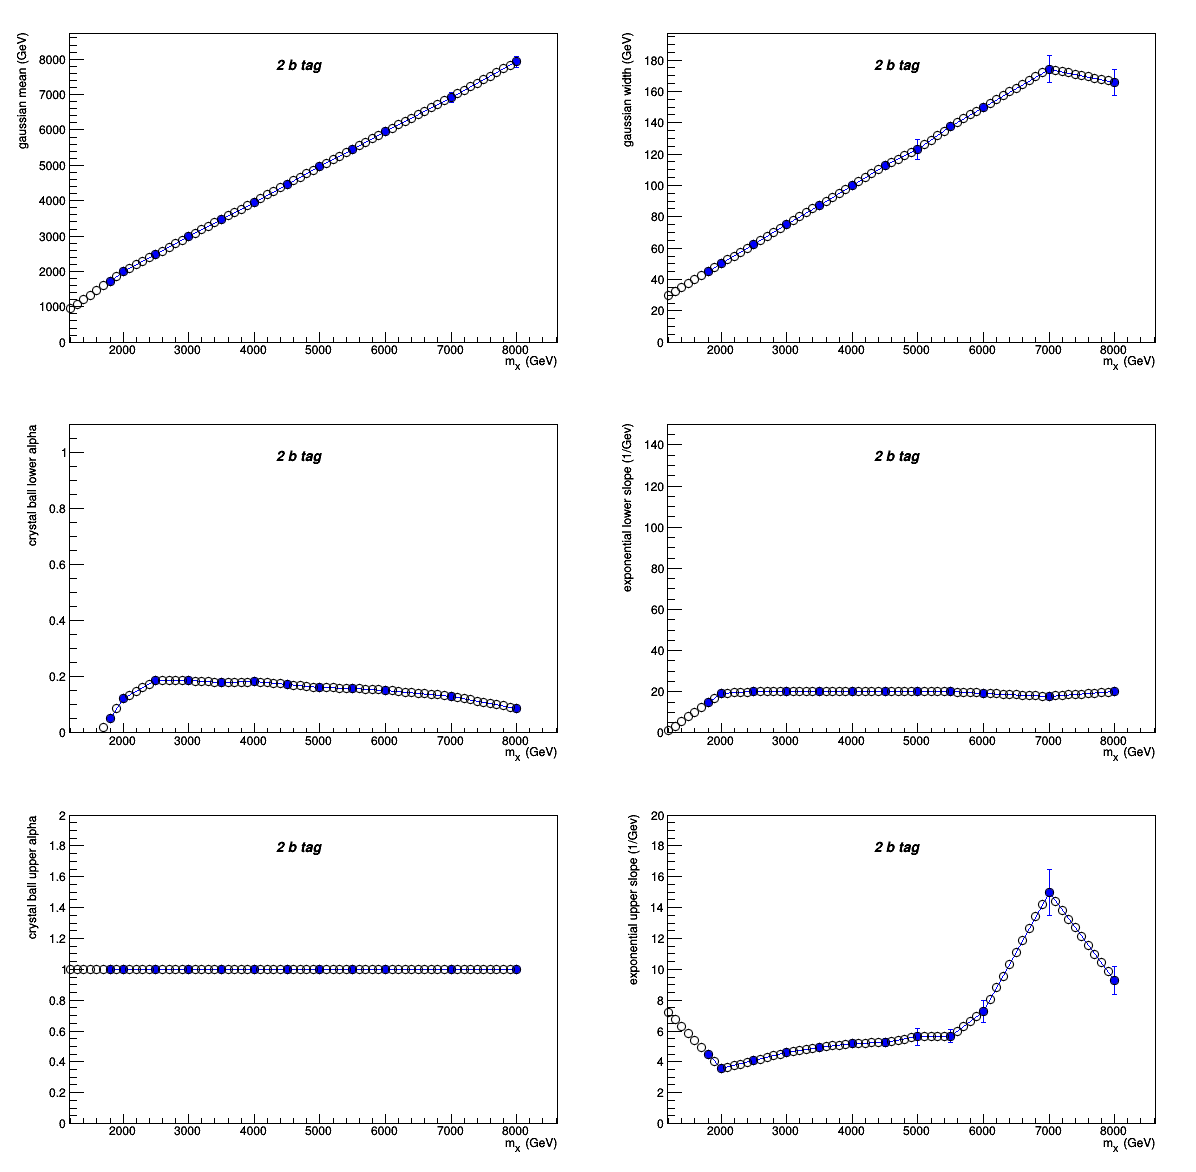 gaussian mean (GeV)
2 b tag
8000
7000
6000
5000
4000
3000
2000
1000
0
2000 3000 4000 5000 6000 7000 8000
m_x (GeV)
gaussian width (GeV)
2 b tag
180
160
140
120
100
80
60
40
20
0
2000 3000 4000 5000 6000 7000 8000
m_x (GeV)
crystal ball lower alpha
2 b tag
1
0.8
0.6
0.4
0.2
0
2000 3000 4000 5000 6000 7000 8000
m_x (GeV)
exponential lower slope (1/Gev)
2 b tag
140
120
100
80
60
40
20
0
2000 3000 4000 5000 6000 7000 8000
m_x (GeV)
crystal ball upper alpha
2 b tag
2
1.8
1.6
1.4
1.2
1
0.8
0.6
0.4
0.2
0
2000 3000 4000 5000 6000 7000 8000
m_x (GeV)
exponential upper slope (1/Gev)
2 b tag
20
18
16
14
12
10
8
6
4
2
0
2000 3000 4000 5000 6000 7000 8000
m_x (GeV)